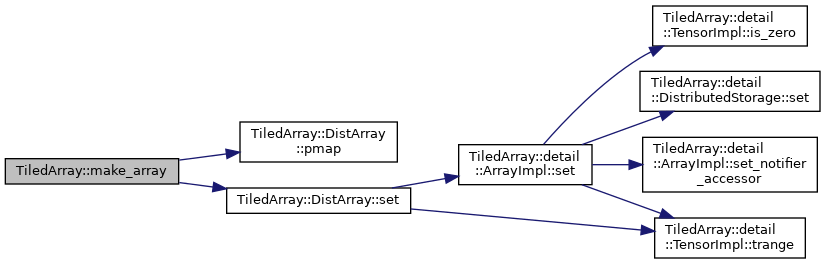 TiledArray::make_array
TiledArray::DistArray
::pmap
TiledArray::DistArray::set
TiledArray::detail
::ArrayImpl::set
TiledArray::detail
::TensorImpl::is_zero
TiledArray::detail
::DistributedStorage::set
TiledArray::detail
::ArrayImpl::set_notifier
_accessor
TiledArray::detail
::TensorImpl::trange